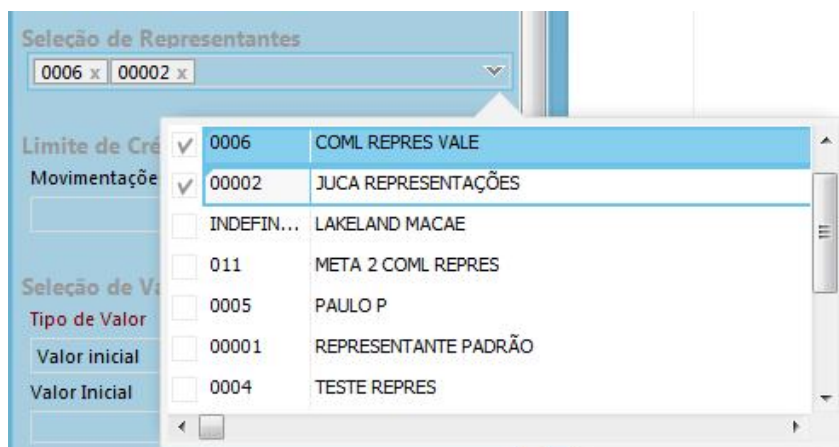 Seleção de Representantes
0006 x 00002 x
Limite de Cré
Movimentaçõe
Seleção de Va
Tipo de Valor
Valor inicial
Valor Inicial
0006 COML REPRES VALE
00002 JUCA REPRESENTAÇÕES
INDEFIN... LAKELAND MACAE
011 META 2 COML REPRES
0005 PAULO P
00001 REPRESENTANTE PADRÃO
0004 TESTE REPRES